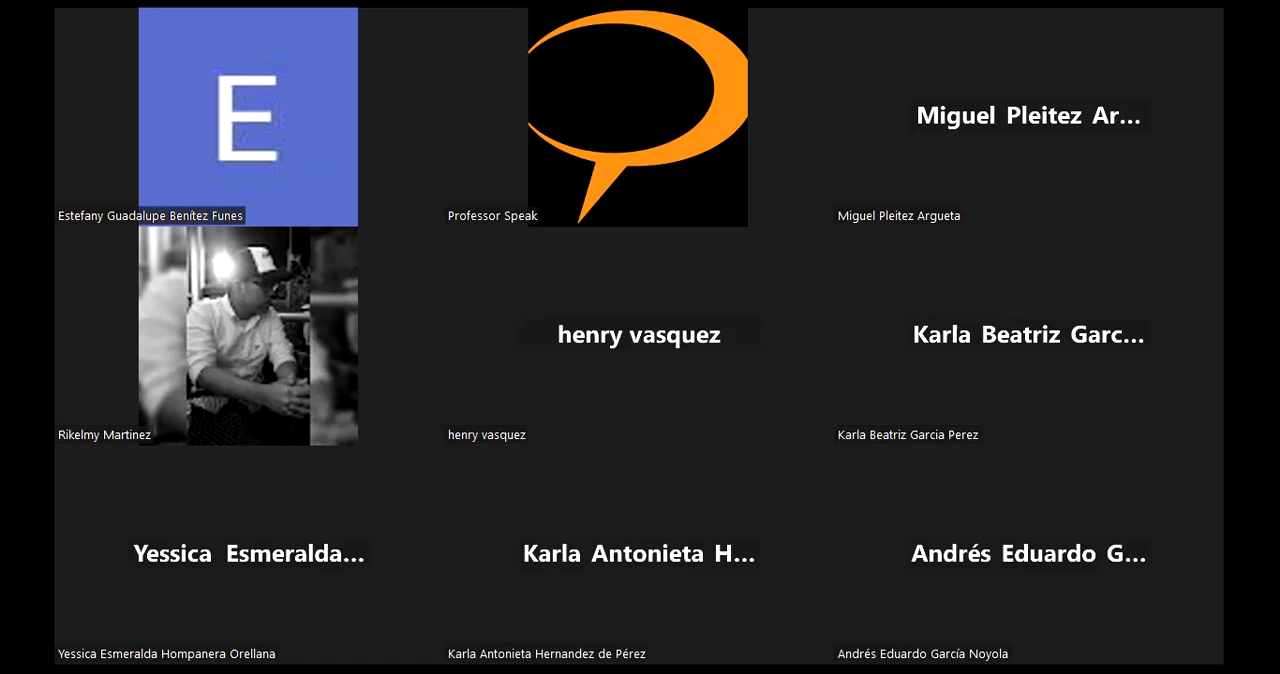 E
Estefany Guadalupe Benítez Funes
Professor Speak
Miguel Pleitez Ar...
Miguel Pleitez Argueta
E
Rikelmy Martinez
henry vasquez
henry vasquez
Karla Beatriz Garc...
Karla Beatriz Garcia Perez
Yessica Esmeralda...
Yessica Esmeralda Hompanera Orellana
Karla Antonieta H...
Karla Antonieta Hernandez de Pérez
Andrés Eduardo G...
Andrés Eduardo García Noyola